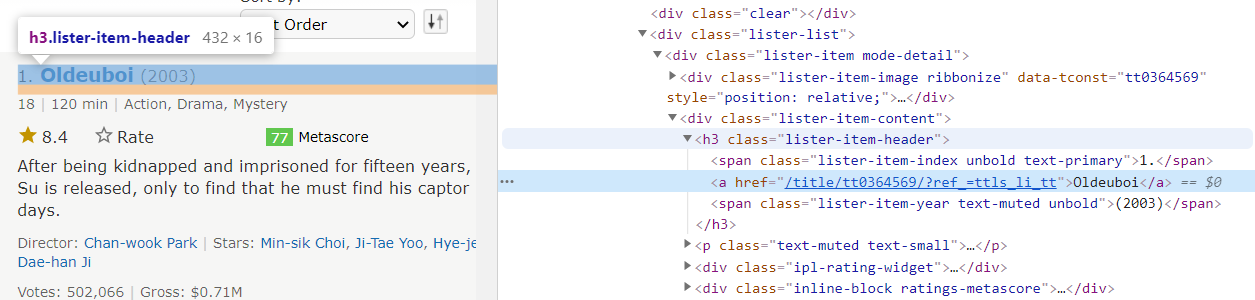 Order
h3.lister-item-header 432 × 16
1. Oldeuboi (2003)
18 | 120 min | Action, Drama, Mystery
8.4 Rate 77 Metascore
After being kidnapped and imprisoned for fifteen years,
Su is released, only to find that he must find his captor
days.
Director: Chan-wook Park | Stars: Min-sik Choi, Ji-Tae Yoo, Hye-je
Dae-han Ji
Votes: 502,066 | Gross: $0.71M
<div class="clear"></div>
▼<div class="lister-list">
▼<div class="lister-item mode-detail">
▶<div class="lister-item-image ribbonize" data-tconst="tt0364569"
style="position: relative;">…</div>
▼<div class="lister-item-content">
▼<h3 class="lister-item-header">
<span class="lister-item-index unbold text-primary">1.</span>
<a href="/title/tt0364569/?ref_=ttls_li_tt">Oldeuboi</a> == $0
<span class="lister-item-year text-muted unbold">(2003)</span>
</h3>
▶<p class="text-muted text-small">…</p>
▶<div class="ipl-rating-widget">…</div>
▶<div class="inline-block ratings-metascore">…</div>